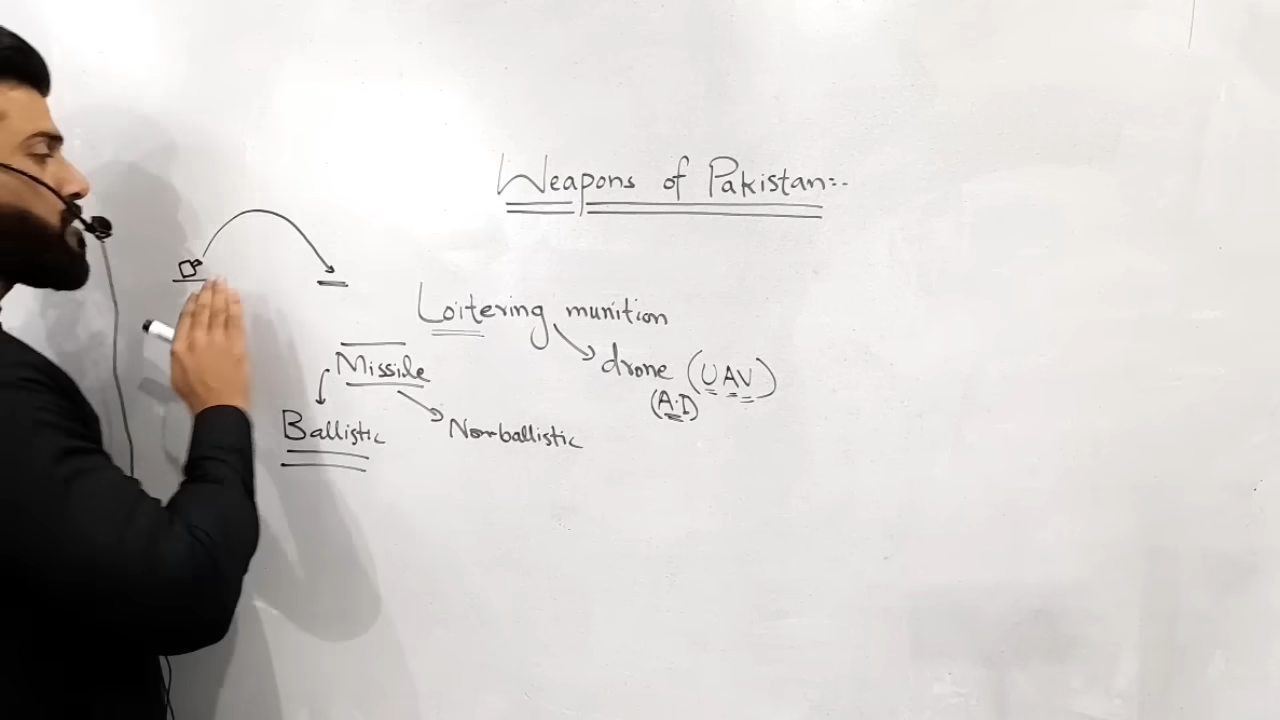 Weapons of Pakistan:-
Loitering munition
drone (UAV)
(A.I)
Missile
Ballistic
Nonballistic